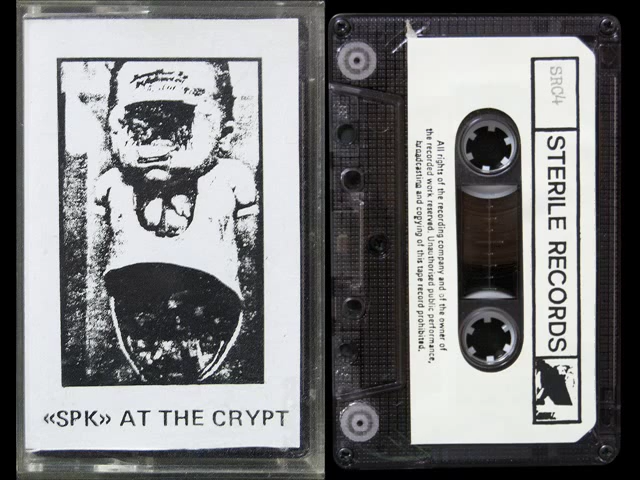 «SPK» AT THE CRYPT
SRC4
STERILE RECORDS
All rights of the recording company and of the owner of
the recorded work reserved. Unauthorised public performance,
broadcasting and copying of this tape record prohibited.